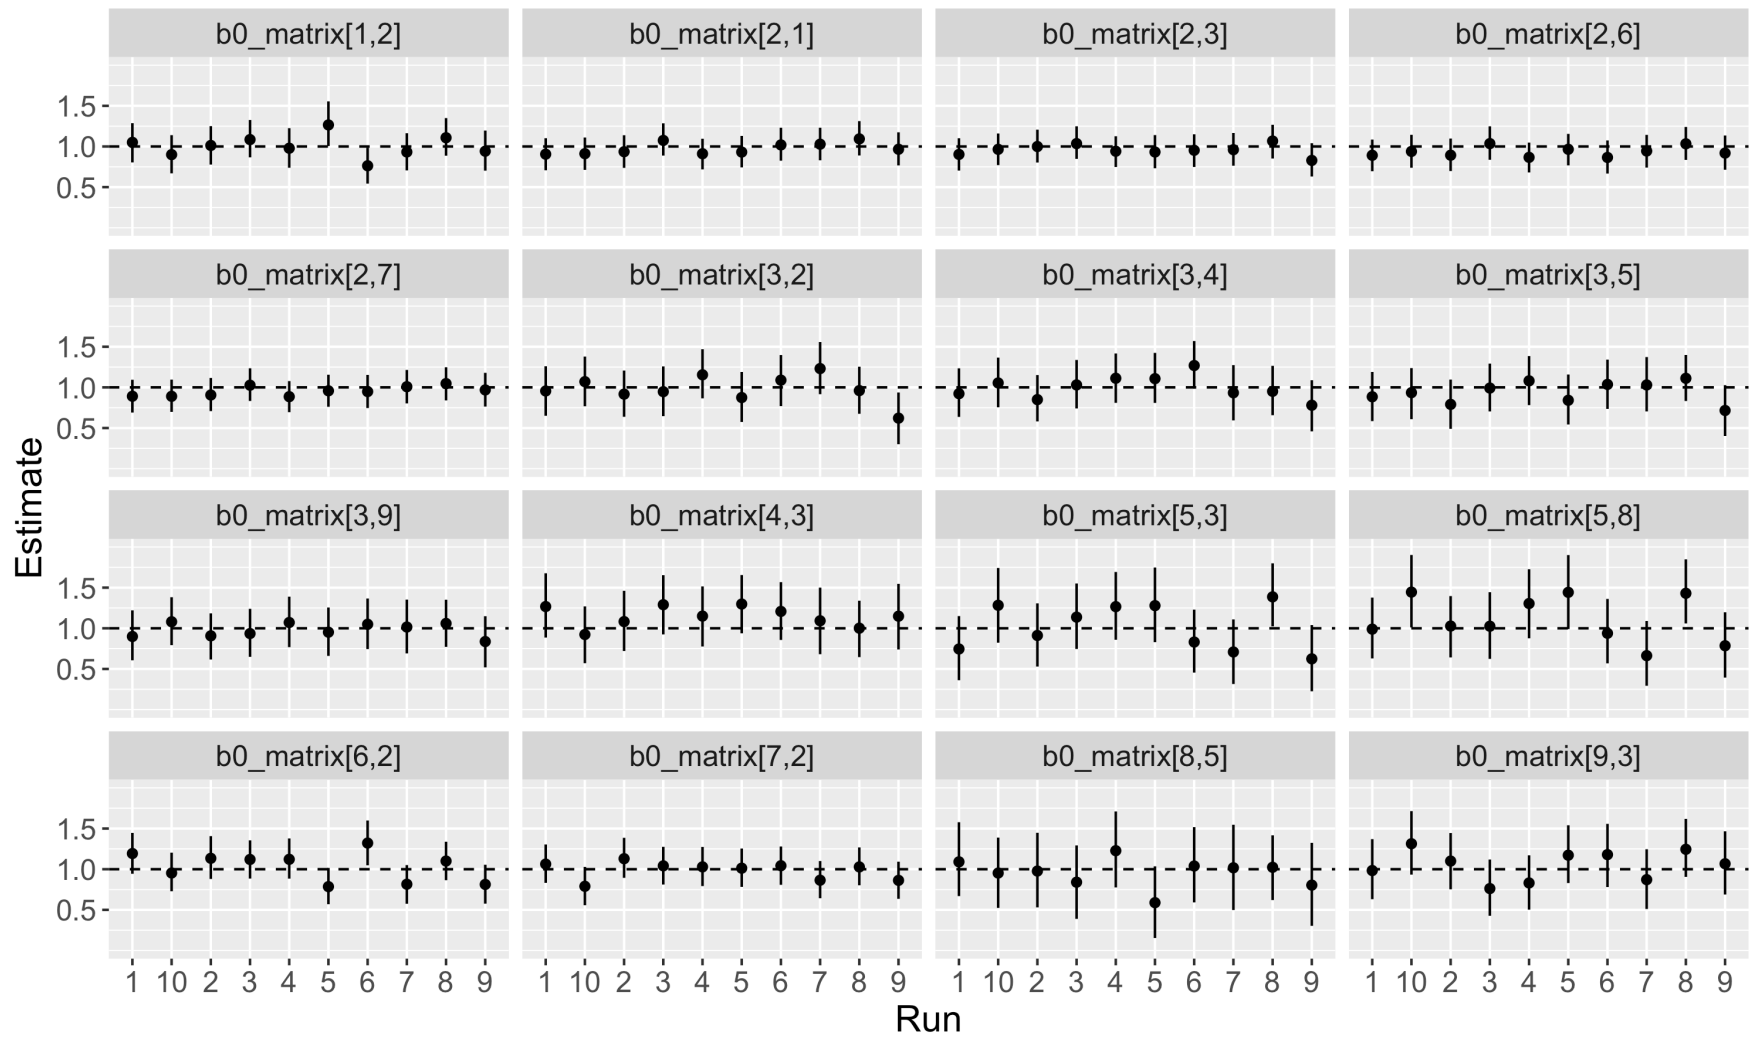 b0_matrix[1,2] b0_matrix[2,1] b0_matrix[2,3] b0_matrix[2,6]
1.5
1.0
0.5
b0_matrix[2,7] b0_matrix[3,2] b0_matrix[3,4] b0_matrix[3,5]
1.5
1.0
0.5
Estimate
b0_matrix[3,9] b0_matrix[4,3] b0_matrix[5,3] b0_matrix[5,8]
1.5
1.0
0.5
b0_matrix[6,2] b0_matrix[7,2] b0_matrix[8,5] b0_matrix[9,3]
1.5
1.0
0.5
1 10 2 3 4 5 6 7 8 9 1 10 2 3 4 5 6 7 8 9 1 10 2 3 4 5 6 7 8 9 1 10 2 3 4 5 6 7 8 9
Run